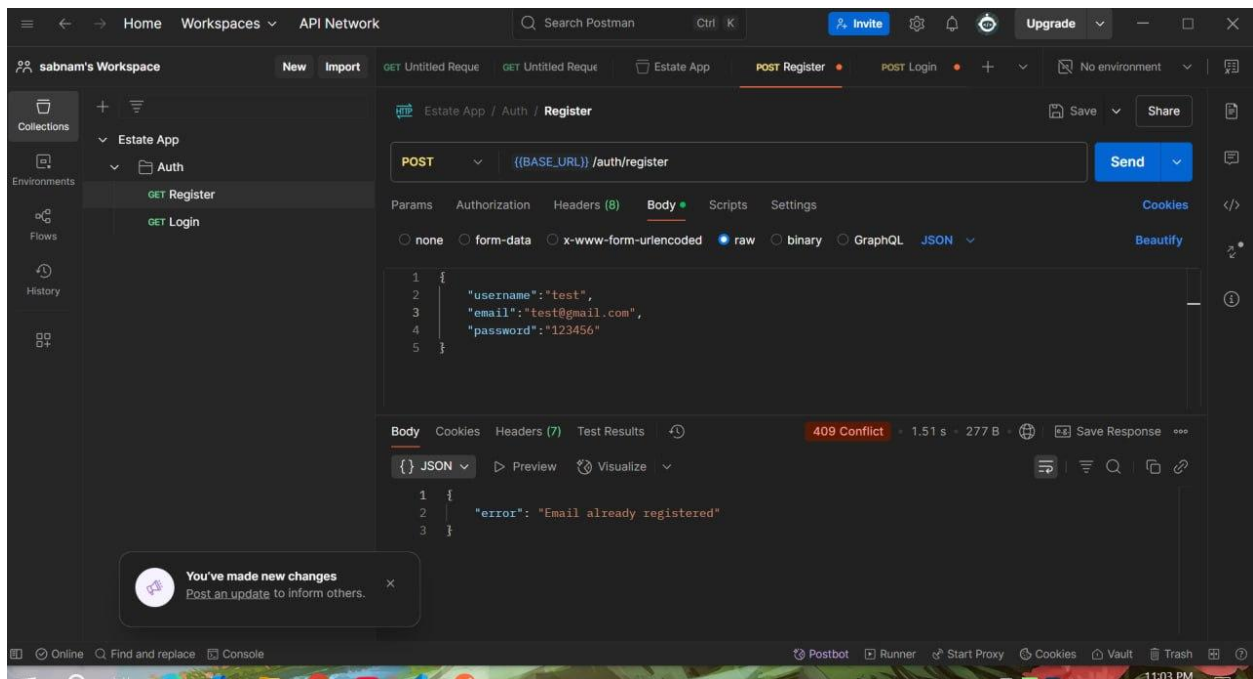 Home Workspaces API Network Search Postman Ctrl K Invite Upgrade
sabnam's Workspace New Import GET Untitled Reque GET Untitled Reque Estate App POST Register POST Login No environment
Collections
Environments
Flows
History
Estate App
Auth
GET Register
GET Login
HTTP Estate App / Auth / Register Save Share
POST {{BASE_URL}} /auth/register Send
Params Authorization Headers (8) Body Scripts Settings Cookies
none form-data x-www-form-urlencoded raw binary GraphQL JSON Beautify
1 {
2 "username":"test",
3 "email":"test@gmail.com",
4 "password":"123456"
5 }
Body Cookies Headers (7) Test Results 409 Conflict 1.51 s 277 B Save Response
{} JSON Preview Visualize
1 {
2 "error": "Email already registered"
3 }
You've made new changes
Post an update to inform others.
Online Find and replace Console Postbot Runner Start Proxy Cookies Vault Trash
11:03 PM